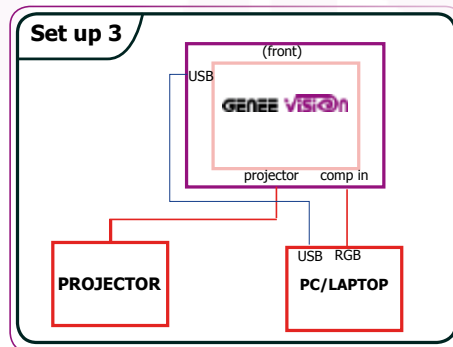 Set up 3
(front)
USB
GENEE VISION
projector comp in
USB RGB
PROJECTOR
PC/LAPTOP